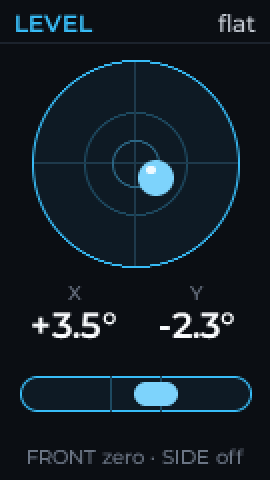 LEVEL flat
X Y
+3.5° -2.3°
FRONT zero · SIDE off